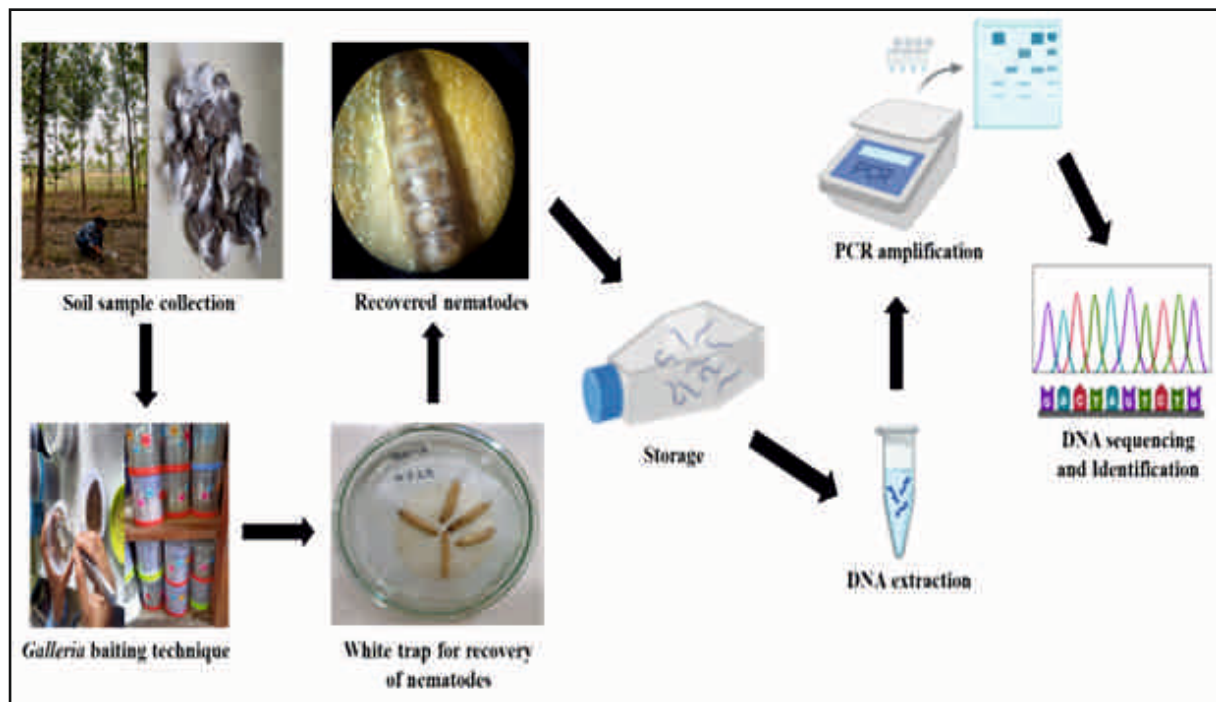 Soil sample collection
Galleria baiting technique
White trap for recovery
of nematodes
Recovered nematodes
Storage
DNA extraction
PCR amplification
DNA sequencing
and Identification